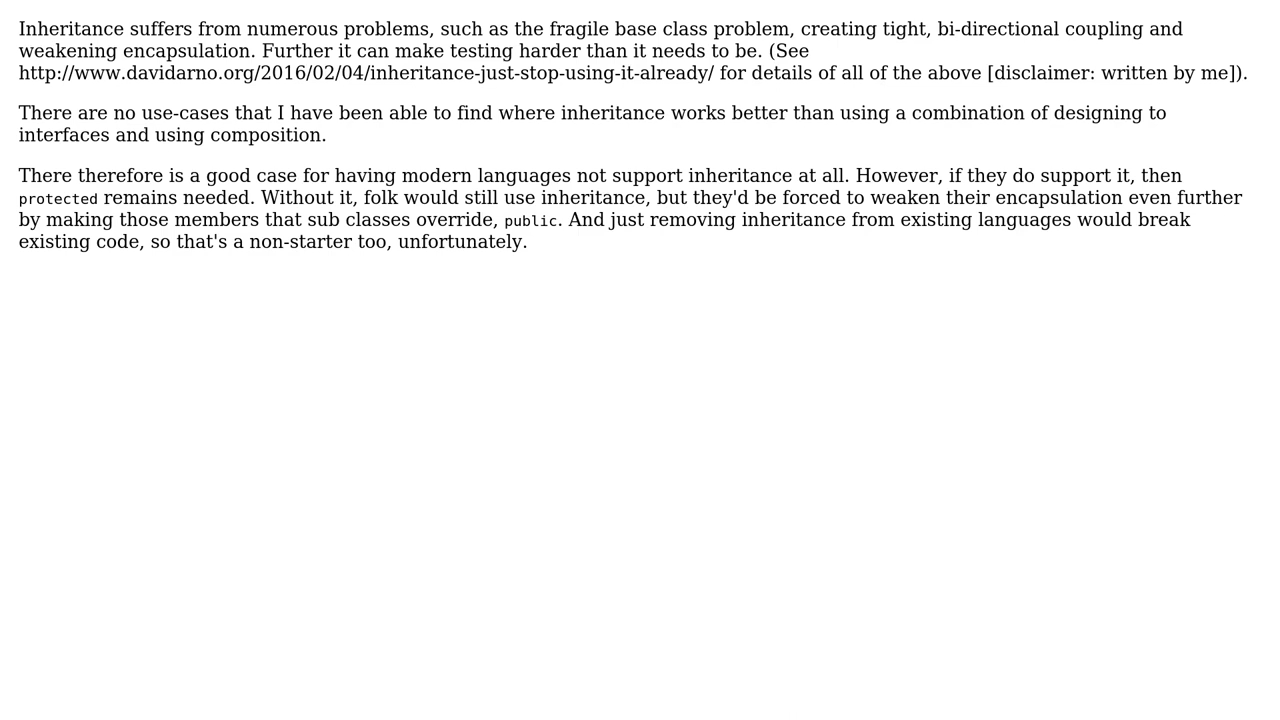 Inheritance suffers from numerous problems, such as the fragile base class problem, creating tight, bi-directional coupling and
weakening encapsulation. Further it can make testing harder than it needs to be. (See
http://www.davidarno.org/2016/02/04/inheritance-just-stop-using-it-already/ for details of all of the above [disclaimer: written by me]).
There are no use-cases that I have been able to find where inheritance works better than using a combination of designing to
interfaces and using composition.
There therefore is a good case for having modern languages not support inheritance at all. However, if they do support it, then
protected remains needed. Without it, folk would still use inheritance, but they'd be forced to weaken their encapsulation even further
by making those members that sub classes override, public. And just removing inheritance from existing languages would break
existing code, so that's a non-starter too, unfortunately.